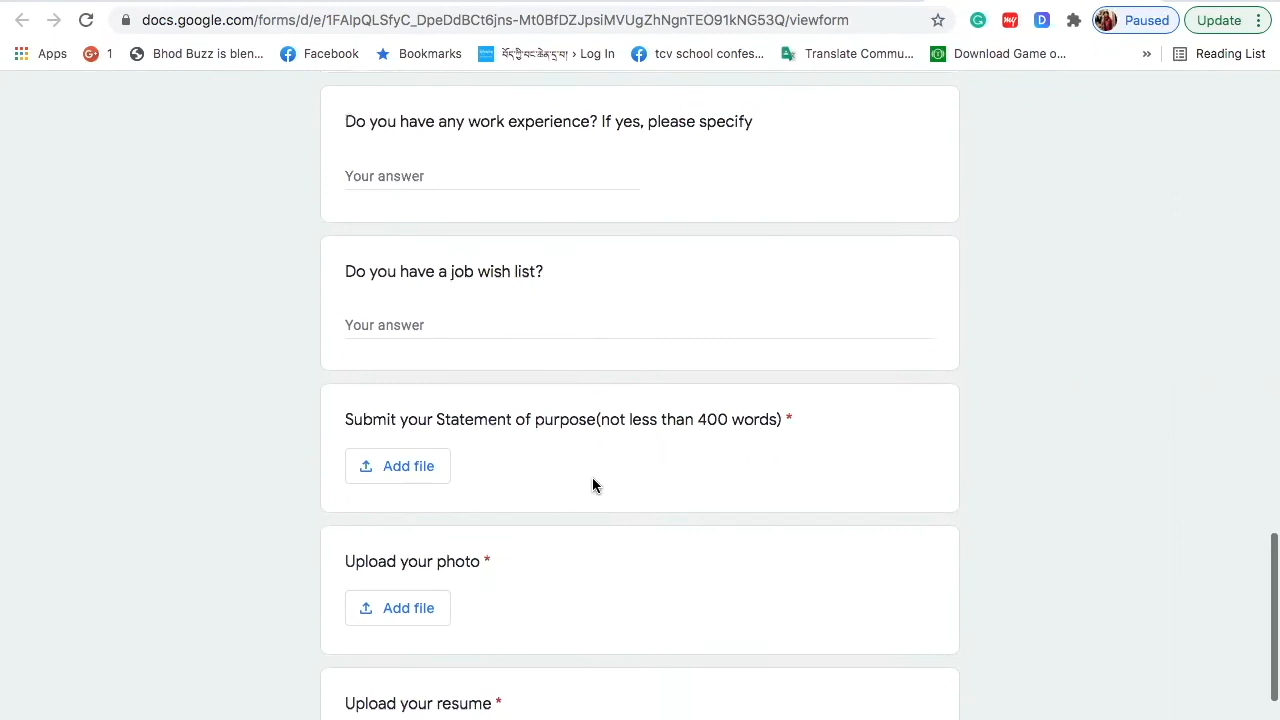 docs.google.com/forms/d/e/1FAIpQLSfyC_DpeDdBCt6jns-Mt0BfDZJpsiMVUgZhNgnTEO91kNG53Q/viewform
G
my
D
Paused
Update
Apps
G+ 1
Bhod Buzz is blen...
Facebook
Bookmarks
བོད་ཀྱི་བང་ཆེན་དྲ་བ། › Log In
tcv school confes...
Translate Commu...
Download Game o...
»
Reading List
Do you have any work experience? If yes, please specify
Your answer
Do you have a job wish list?
Your answer
Submit your Statement of purpose(not less than 400 words) *
Add file
Upload your photo *
Add file
Upload your resume *